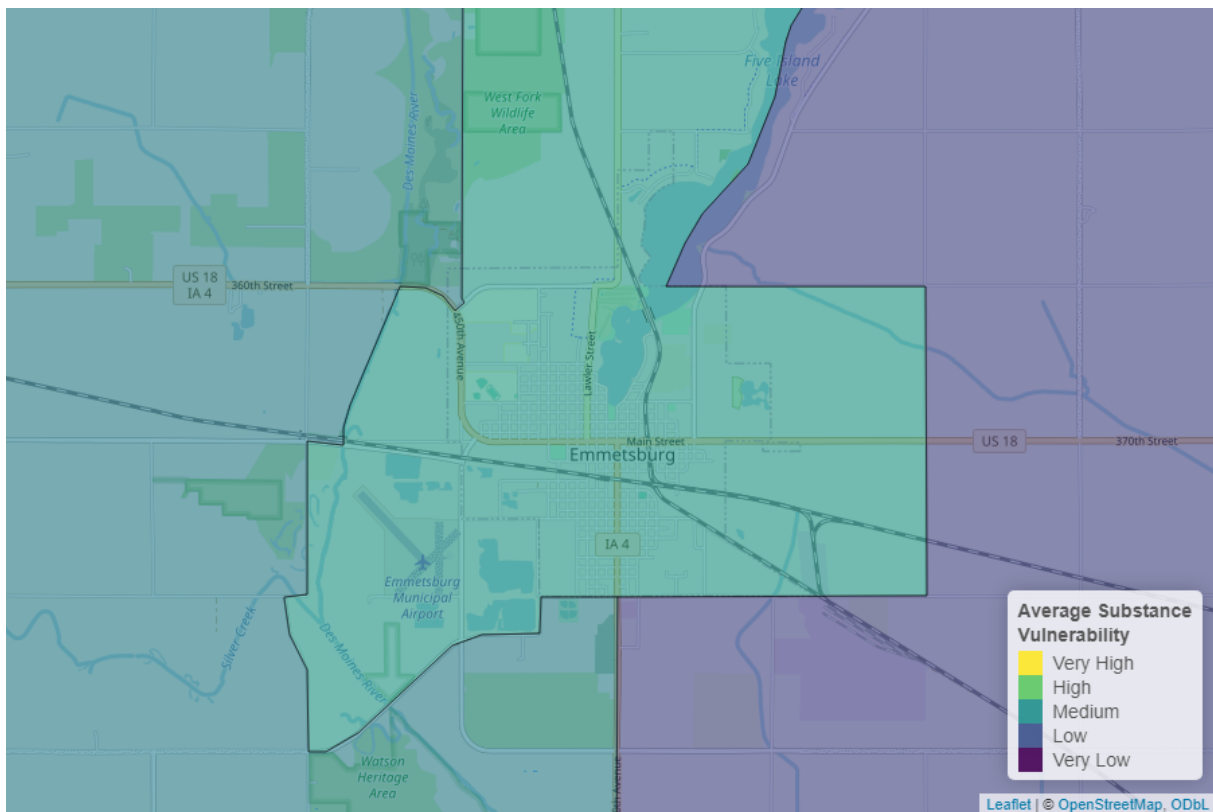 Five Island
Lake
West Fork
Wildlife
Area
Des Moines River
US 18
IA 4
360th Street
450th Avenue
Lawler Street
Main Street
US 18
370th Street
Emmetsburg
IA 4
Emmetsburg
Municipal
Airport
Silver Creek
Des Moines River
Watson
Heritage
Area
Average Substance
Vulnerability
Very High
High
Medium
Low
Very Low
Leaflet | © OpenStreetMap, ODbL